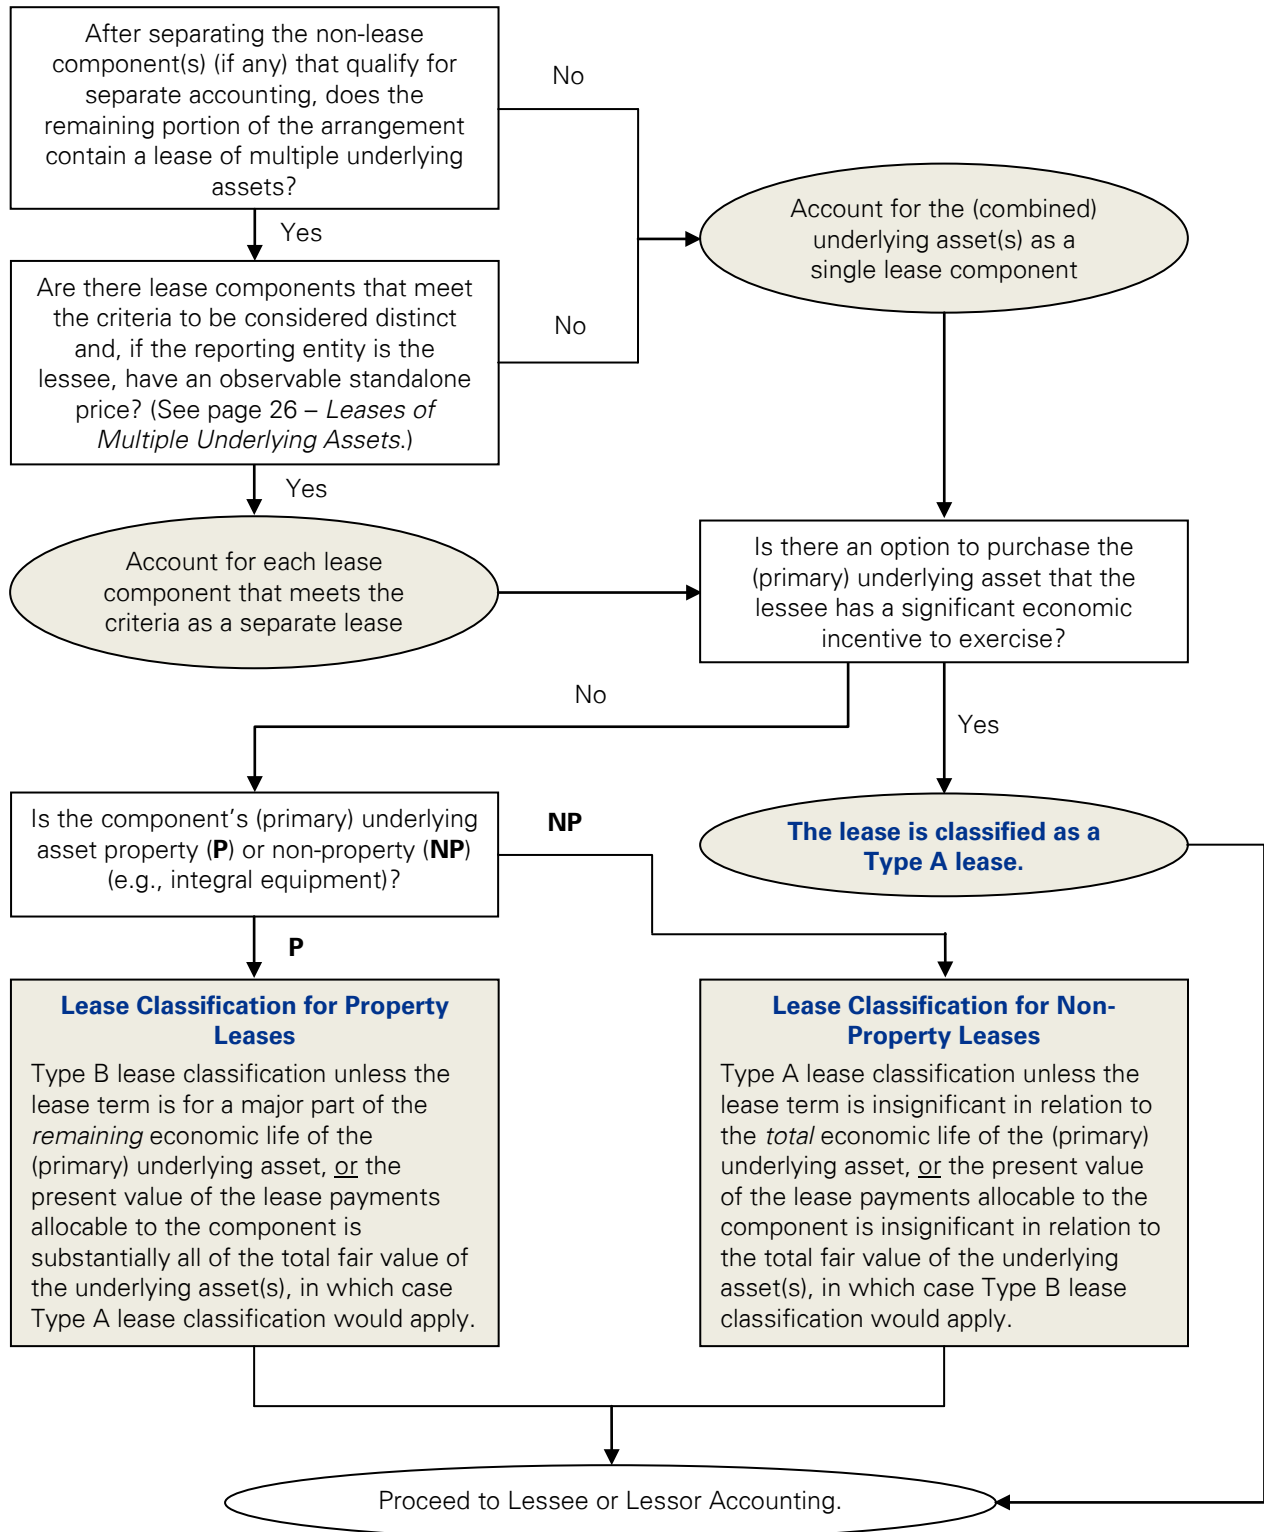 After separating the non-lease
component(s) (if any) that qualify for
separate accounting, does the
remaining portion of the arrangement
contain a lease of multiple underlying
assets?
No
Yes
Account for the (combined)
underlying asset(s) as a
single lease component
Are there lease components that meet
the criteria to be considered distinct
and, if the reporting entity is the
lessee, have an observable standalone
price? (See page 26 – Leases of
Multiple Underlying Assets.)
No
Yes
Account for each lease
component that meets the
criteria as a separate lease
Is there an option to purchase the
(primary) underlying asset that the
lessee has a significant economic
incentive to exercise?
No
Yes
Is the component's (primary) underlying
asset property (P) or non-property (NP)
(e.g., integral equipment)?
NP
P
The lease is classified as a
Type A lease.
Lease Classification for Property
Leases
Type B lease classification unless the
lease term is for a major part of the
remaining economic life of the
(primary) underlying asset, or the
present value of the lease payments
allocable to the component is
substantially all of the total fair value of
the underlying asset(s), in which case
Type A lease classification would apply.
Lease Classification for Non-
Property Leases
Type A lease classification unless the
lease term is insignificant in relation to
the total economic life of the (primary)
underlying asset, or the present value
of the lease payments allocable to the
component is insignificant in relation to
the total fair value of the underlying
asset(s), in which case Type B lease
classification would apply.
Proceed to Lessee or Lessor Accounting.